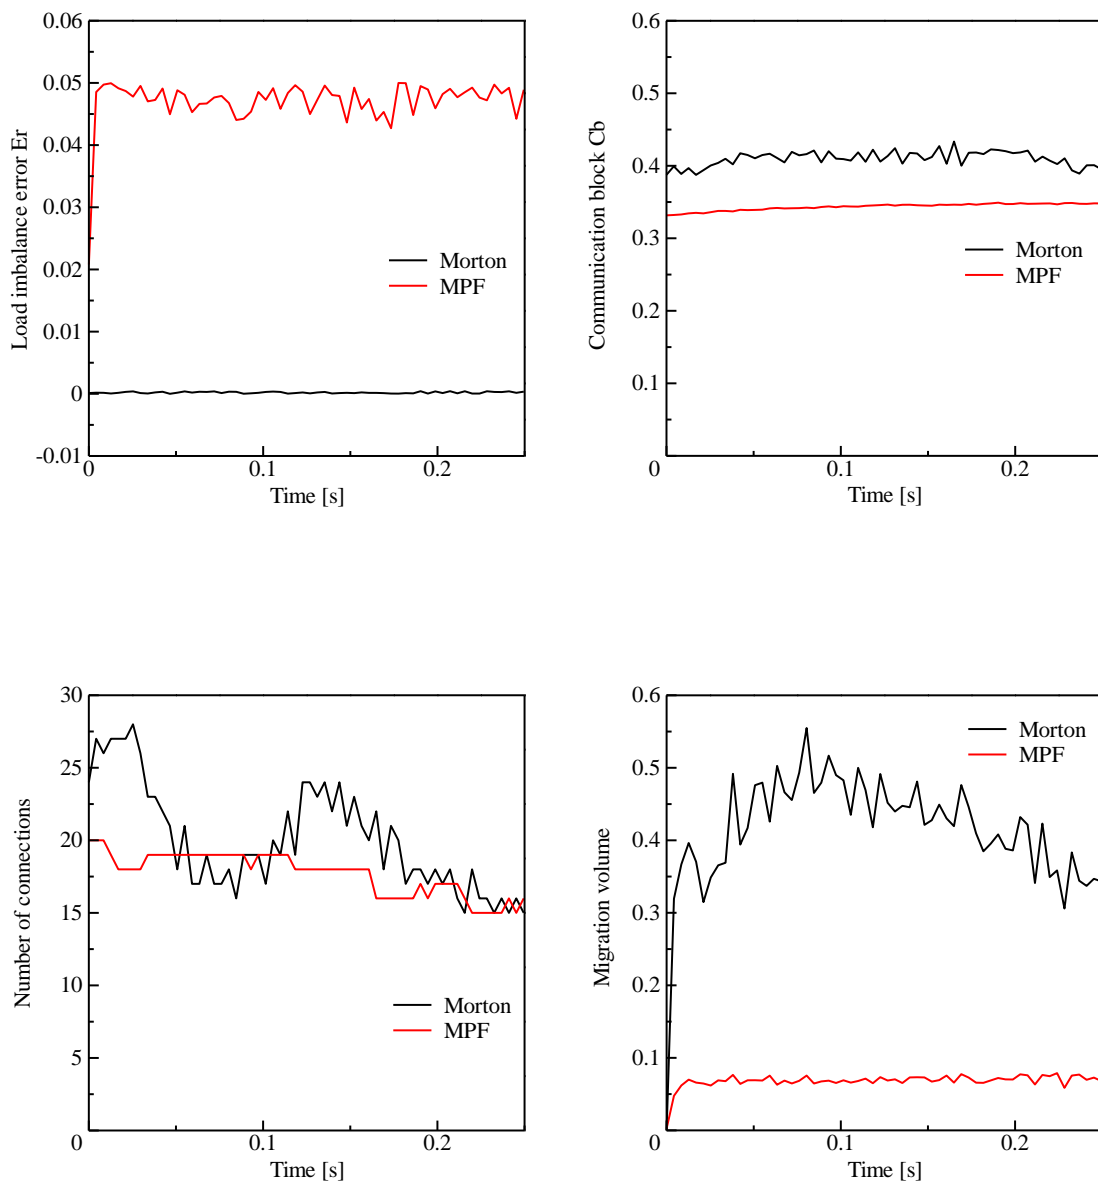 0.06
0.05
0.04
0.03
0.02
0.01
0
-0.01
Load imbalance error Er
Morton
MPF
0
0.1
0.2
Time [s]
0.6
0.5
0.4
0.3
0.2
0.1
0
Communication block Cb
Morton
MPF
0.1
0.2
Time [s]
30
25
20
15
10
5
0
Number of connections
Morton
MPF
0.1
0.2
Time [s]
0.6
0.5
0.4
0.3
0.2
0.1
0
Migration volume
Morton
MPF
0.1
0.2
Time [s]